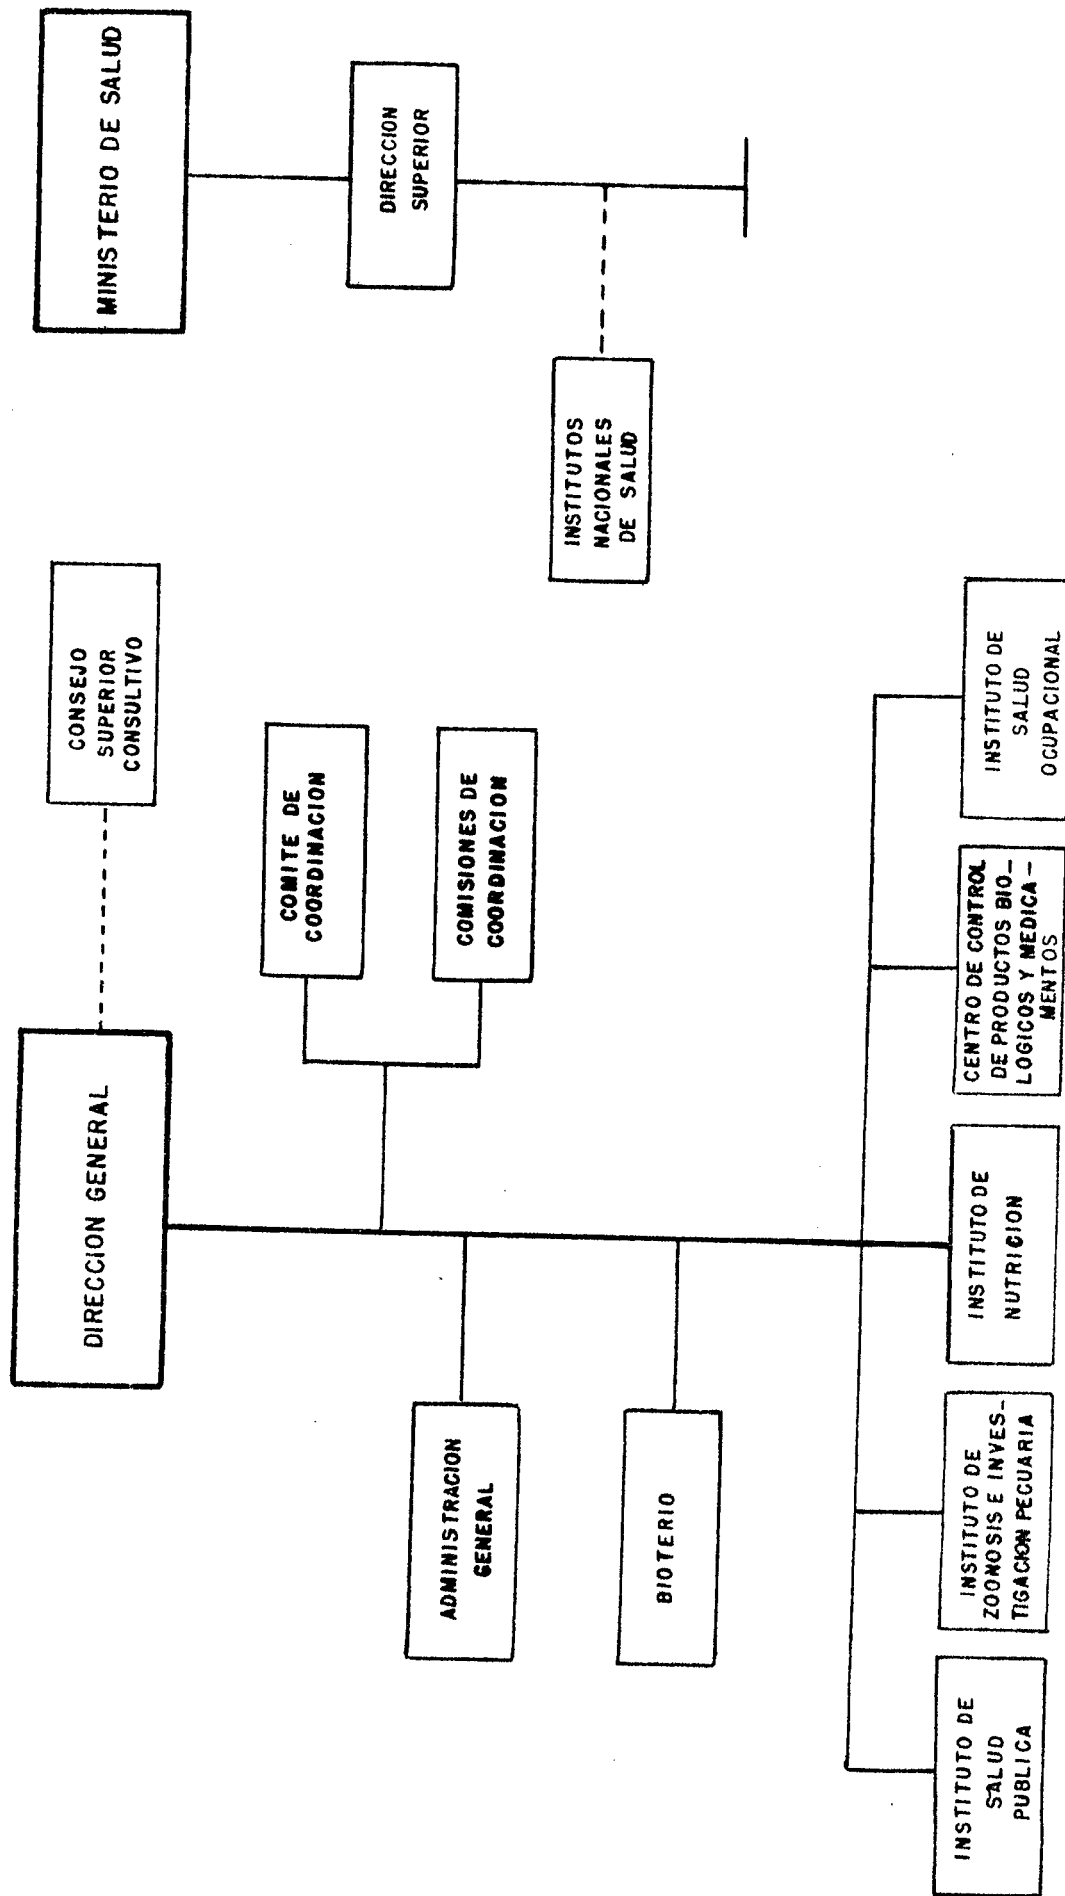 MINISTERIO DE SALUD
DIRECCION
SUPERIOR
INSTITUTOS
NACIONALES
DE SALUD
DIRECCION GENERAL
CONSEJO
SUPERIOR
CONSULTIVO
COMITE DE
COORDINACION
COMISIONES DE
COORDINACION
ADMINISTRACION
GENERAL
BIOTERIO
INSTITUTO DE
SALUD
PUBLICA
INSTITUTO DE
ZOONOSIS E INVES_
TIGACION PECUARIA
INSTITUTO DE
NUTRICION
CENTRO DE CONTROL
DE PRODUCTOS BIO_
LOGICOS Y MEDICA-
MENTOS
INSTITUTO DE
SALUD
OCUPACIONAL